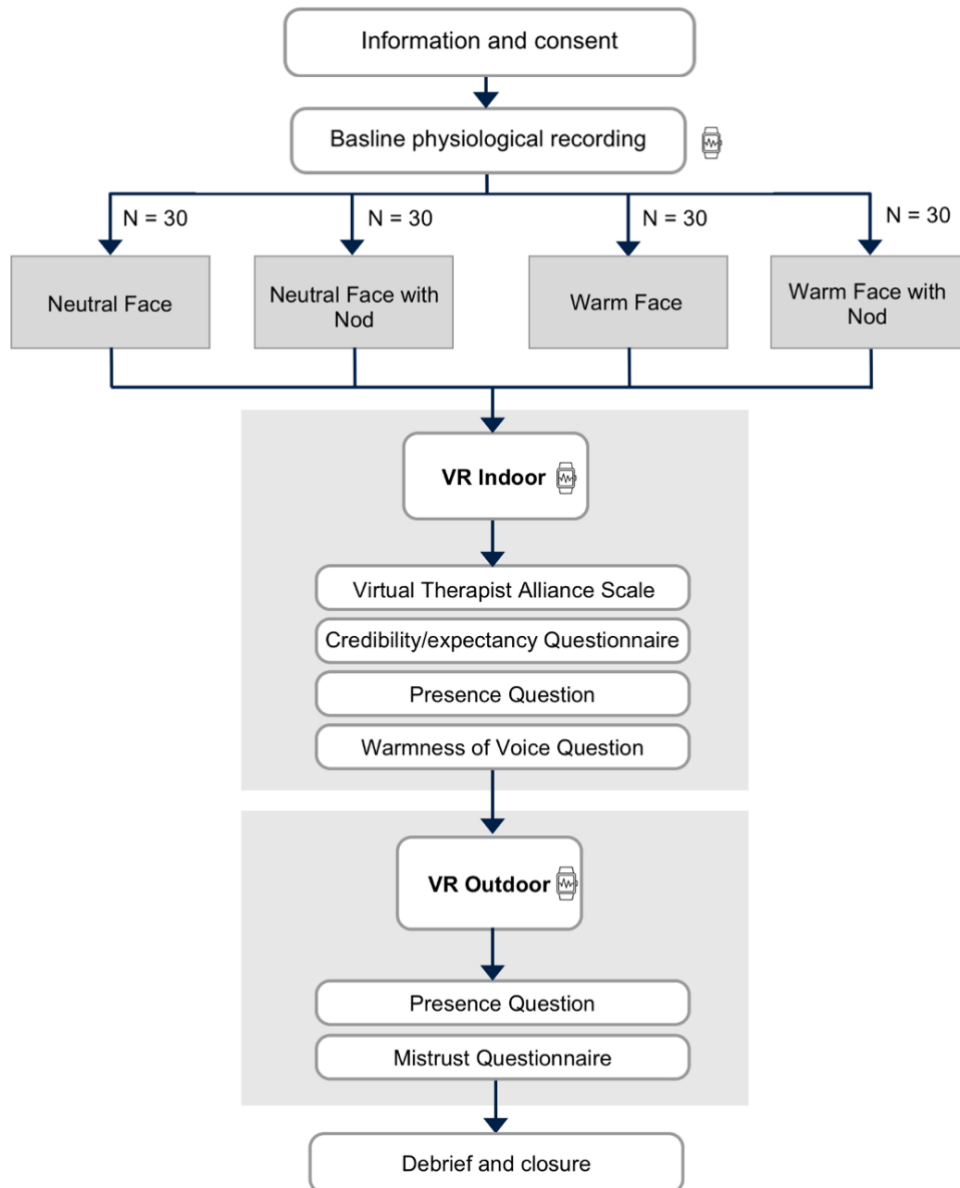 Information and consent
Basline physiological recording
N = 30
N = 30
N = 30
N = 30
Neutral Face
Neutral Face with
Nod
Warm Face
Warm Face with
Nod
VR Indoor
Virtual Therapist Alliance Scale
Credibility/expectancy Questionnaire
Presence Question
Warmness of Voice Question
VR Outdoor
Presence Question
Mistrust Questionnaire
Debrief and closure